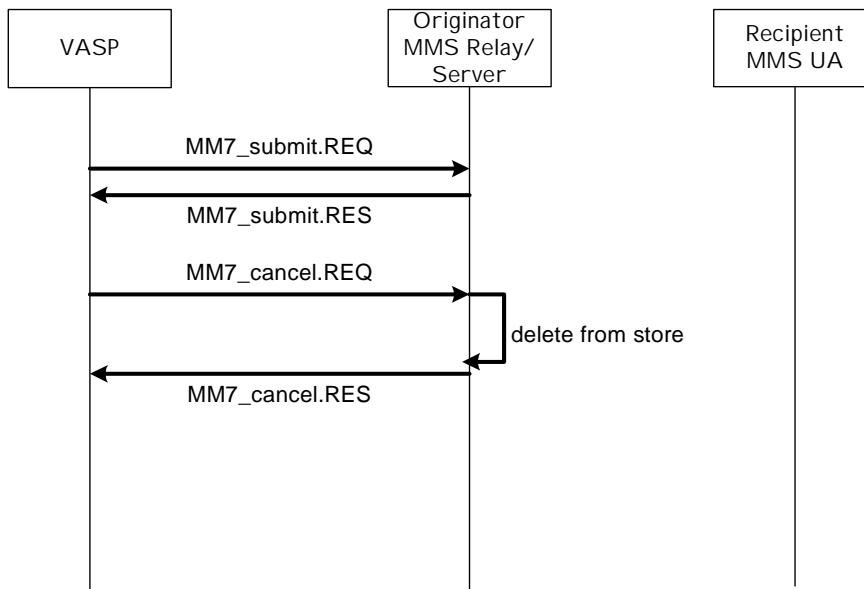 VASP
Originator
MMS Relay/
Server
Recipient
MMS UA
MM7_submit.REQ
MM7_submit.RES
MM7_cancel.REQ
delete from store
MM7_cancel.RES